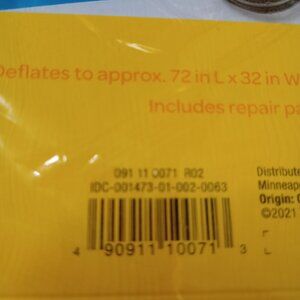 Deflates to approx. 72 in L x 32 in W
Includes repair pa
091 11 0071 R02
IDC-001473-01-002-0063
4 90911 10071 3
Distribute
Minneap
Origin: C
©2021